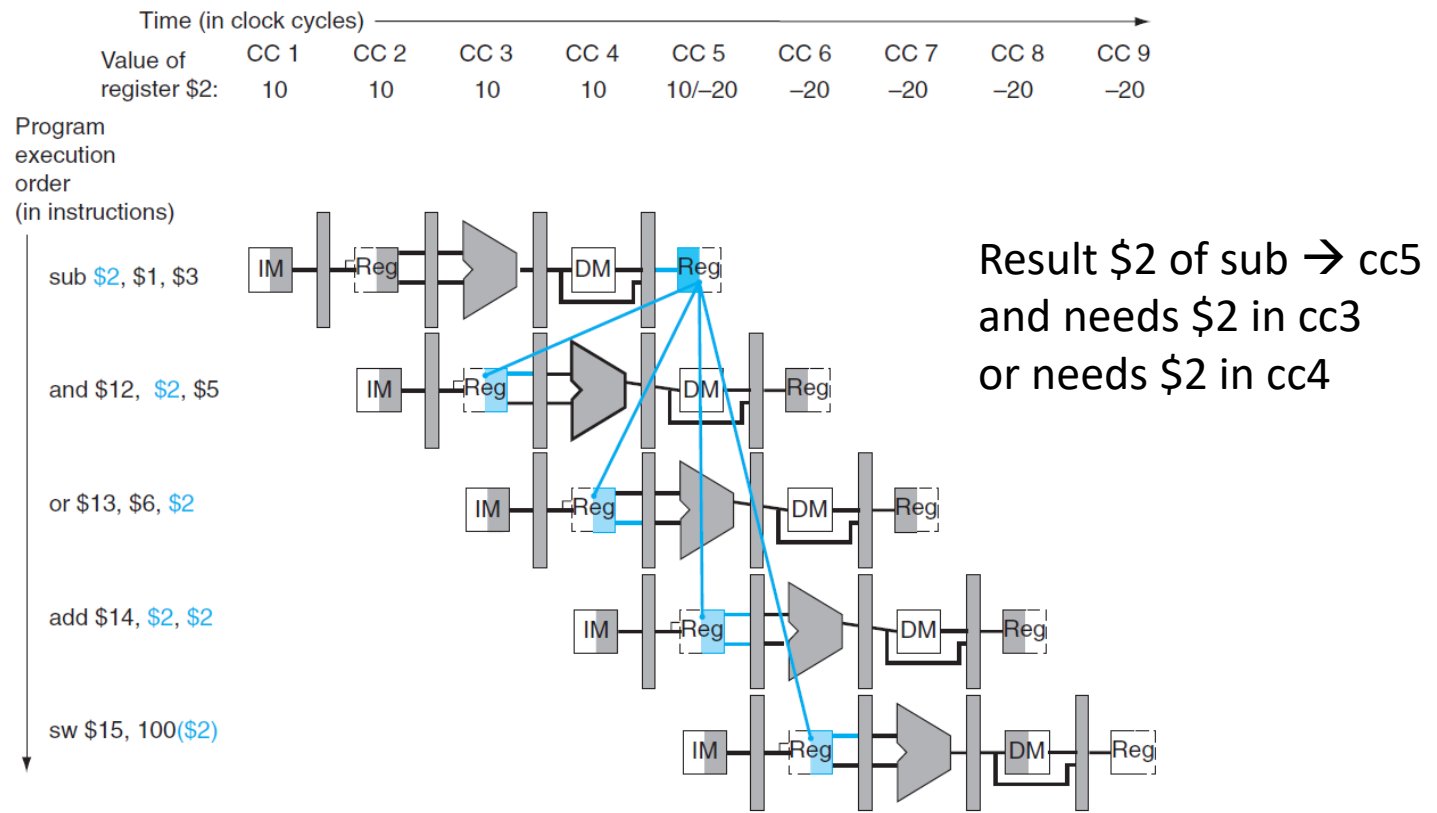 Time (in clock cycles)
Value of register $2:
CC 1 CC 2 CC 3 CC 4 CC 5 CC 6 CC 7 CC 8 CC 9
10 10 10 10 10/–20 –20 –20 –20 –20
Program
execution
order
(in instructions)
sub $2, $1, $3
IM Reg DM Reg
and $12, $2, $5
IM Reg DM Reg
or $13, $6, $2
IM Reg DM Reg
add $14, $2, $2
IM Reg DM Reg
sw $15, 100($2)
IM Reg DM Reg
Result $2 of sub → cc5
and needs $2 in cc3
or needs $2 in cc4